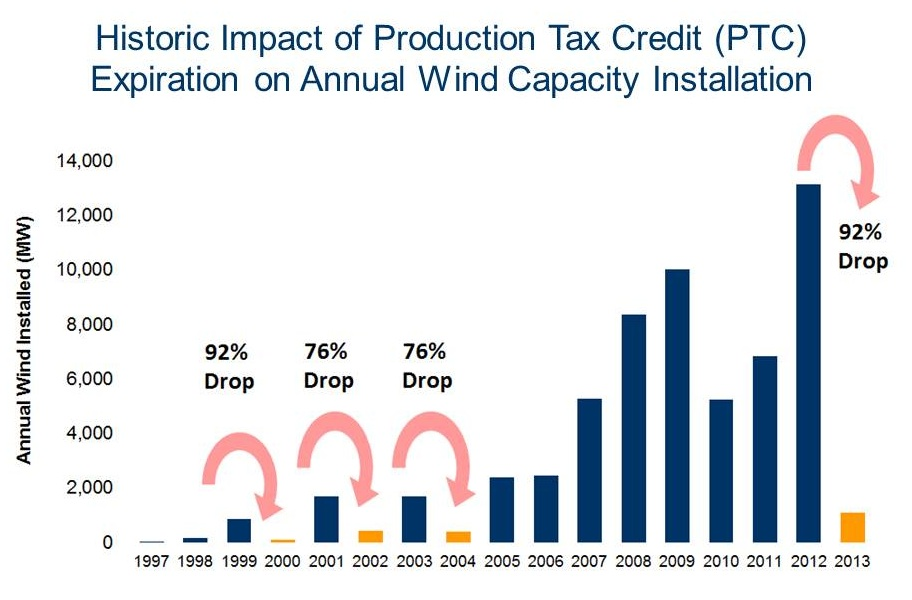 Historic Impact of Production Tax Credit (PTC)
Expiration on Annual Wind Capacity Installation
Annual Wind Installed (MW)
14,000
12,000
10,000
8,000
6,000
4,000
2,000
0
92%
Drop
76%
Drop
76%
Drop
92%
Drop
1997 1998 1999 2000 2001 2002 2003 2004 2005 2006 2007 2008 2009 2010 2011 2012 2013